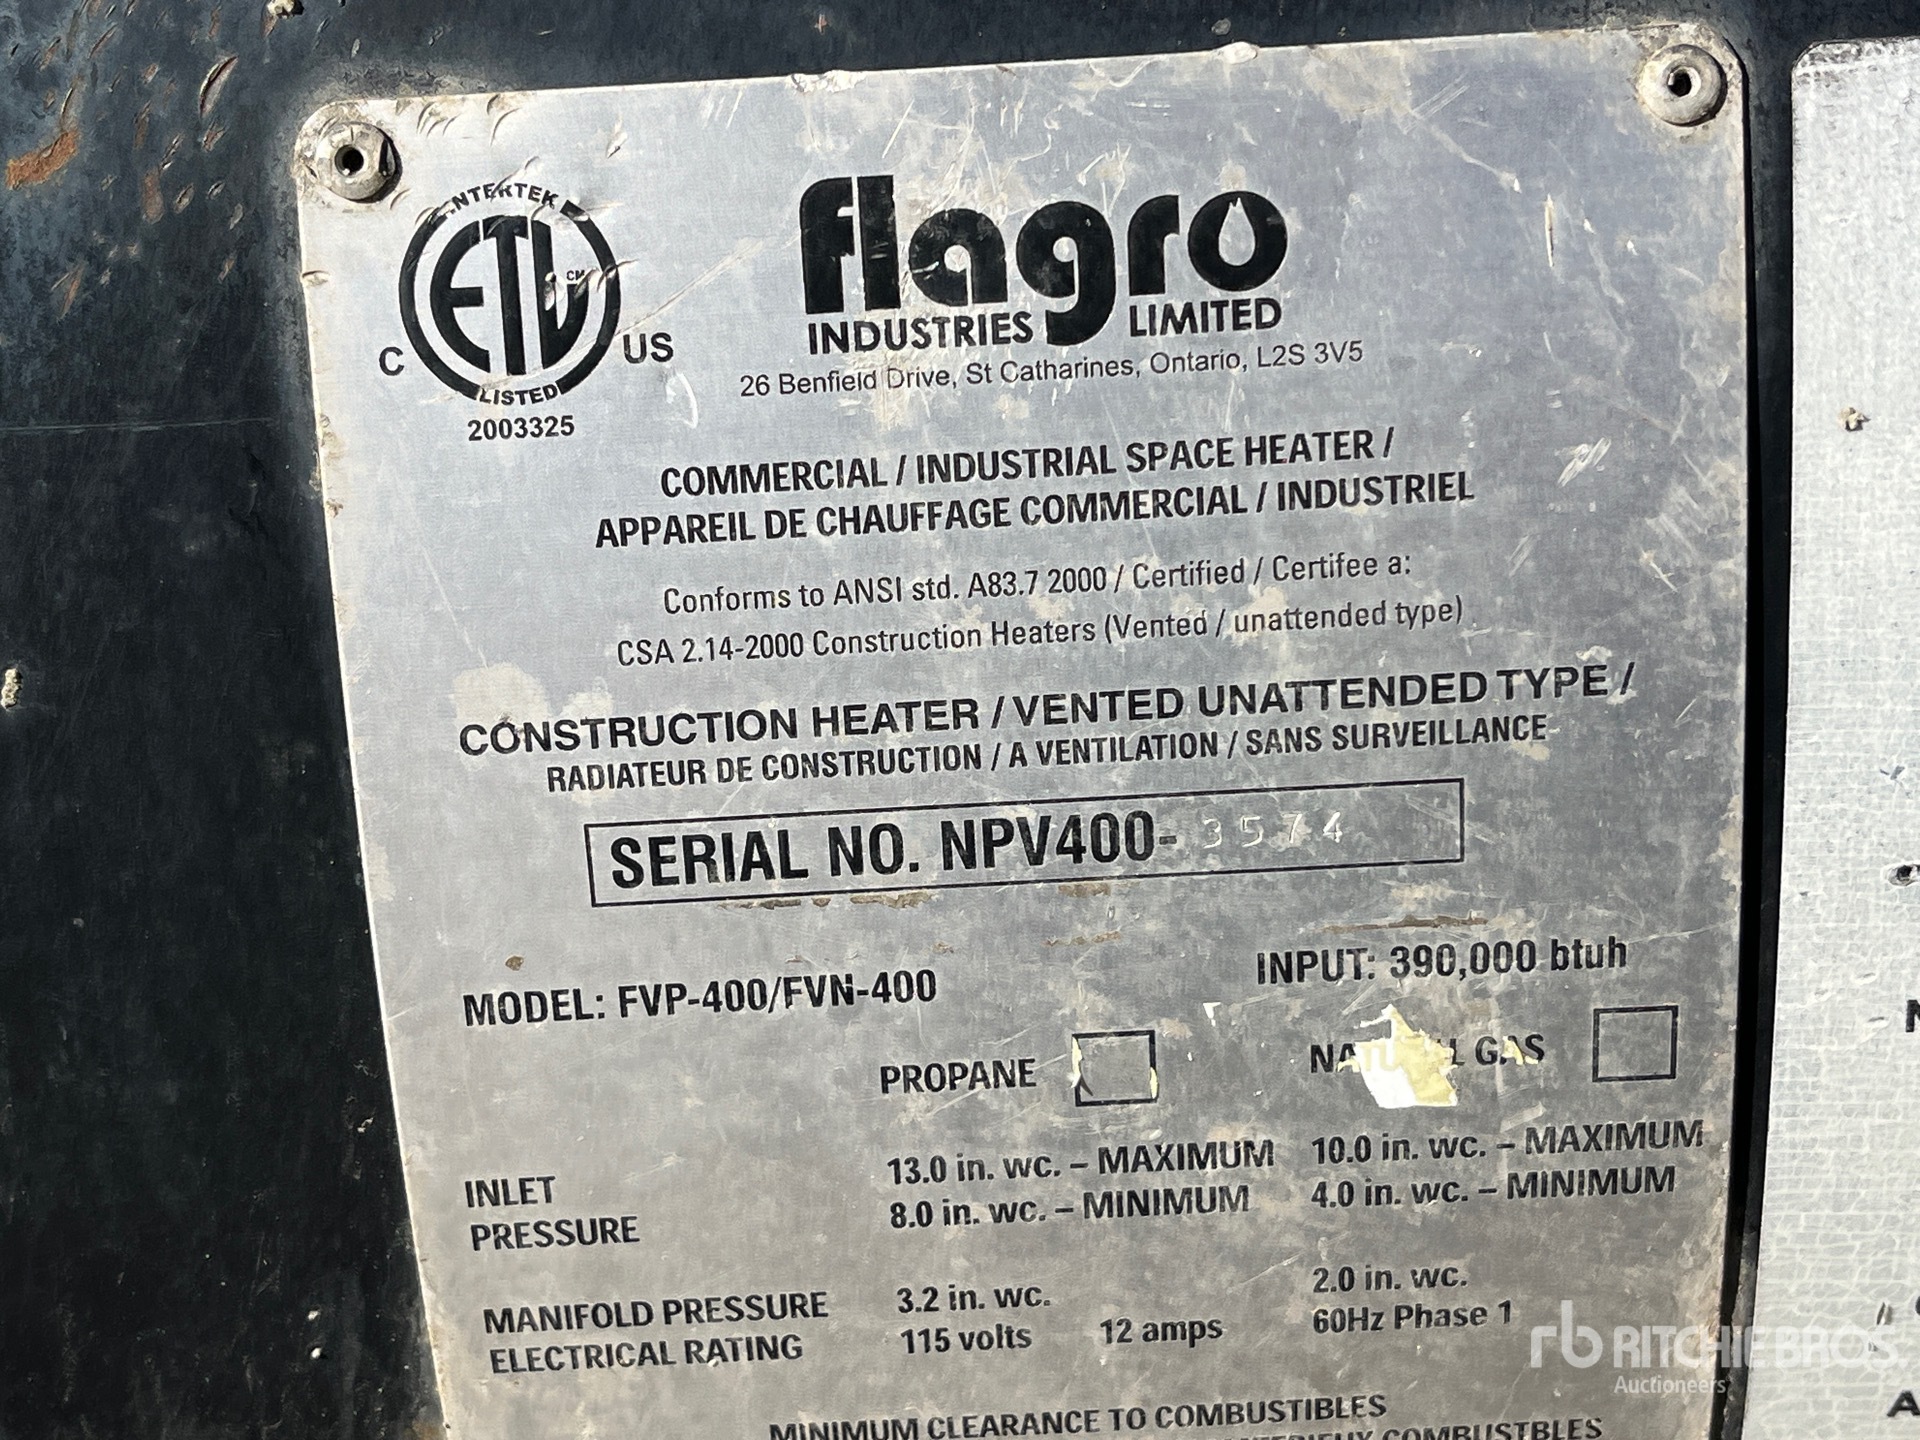 INTERTEK
ETL CM
C US
LISTED
2003325
flagro
INDUSTRIES LIMITED
26 Benfield Drive, St Catharines, Ontario, L2S 3V5
COMMERCIAL / INDUSTRIAL SPACE HEATER /
APPAREIL DE CHAUFFAGE COMMERCIAL / INDUSTRIEL
Conforms to ANSI std. A83.7 2000 / Certified / Certifee a:
CSA 2.14-2000 Construction Heaters (Vented / unattended type)
CONSTRUCTION HEATER / VENTED UNATTENDED TYPE /
RADIATEUR DE CONSTRUCTION / A VENTILATION / SANS SURVEILLANCE
SERIAL NO. NPV400- 3574
MODEL: FVP-400/FVN-400 INPUT: 390,000 btuh
PROPANE NATURAL GAS
INLET 13.0 in. wc. – MAXIMUM 10.0 in. wc. – MAXIMUM
PRESSURE 8.0 in. wc. – MINIMUM 4.0 in. wc. – MINIMUM
MANIFOLD PRESSURE 3.2 in. wc. 2.0 in. wc.
ELECTRICAL RATING 115 volts 12 amps 60Hz Phase 1
MINIMUM CLEARANCE TO COMBUSTIBLES
COMBUSTBLES
rb RITCHIE BROS.
Auctioneers